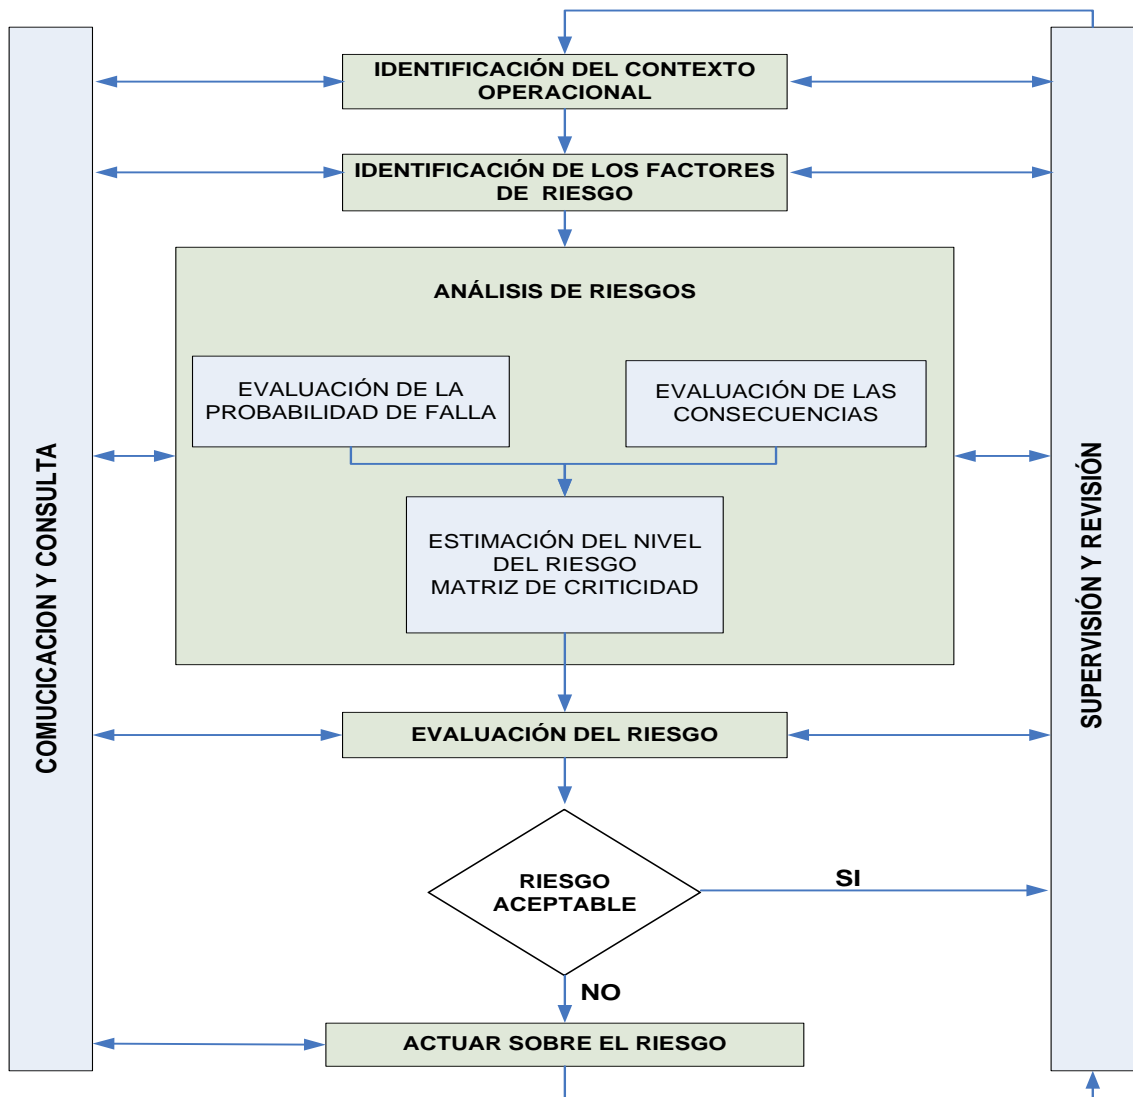 IDENTIFICACIÓN DEL CONTEXTO
OPERACIONAL
IDENTIFICACIÓN DE LOS FACTORES
DE RIESGO
ANÁLISIS DE RIESGOS
EVALUACIÓN DE LA
PROBABILIDAD DE FALLA
EVALUACIÓN DE LAS
CONSECUENCIAS
ESTIMACIÓN DEL NIVEL
DEL RIESGO
MATRIZ DE CRITICIDAD
COMUCICACION Y CONSULTA
SUPERVISIÓN Y REVISIÓN
EVALUACIÓN DEL RIESGO
RIESGO
ACEPTABLE
SI
NO
ACTUAR SOBRE EL RIESGO